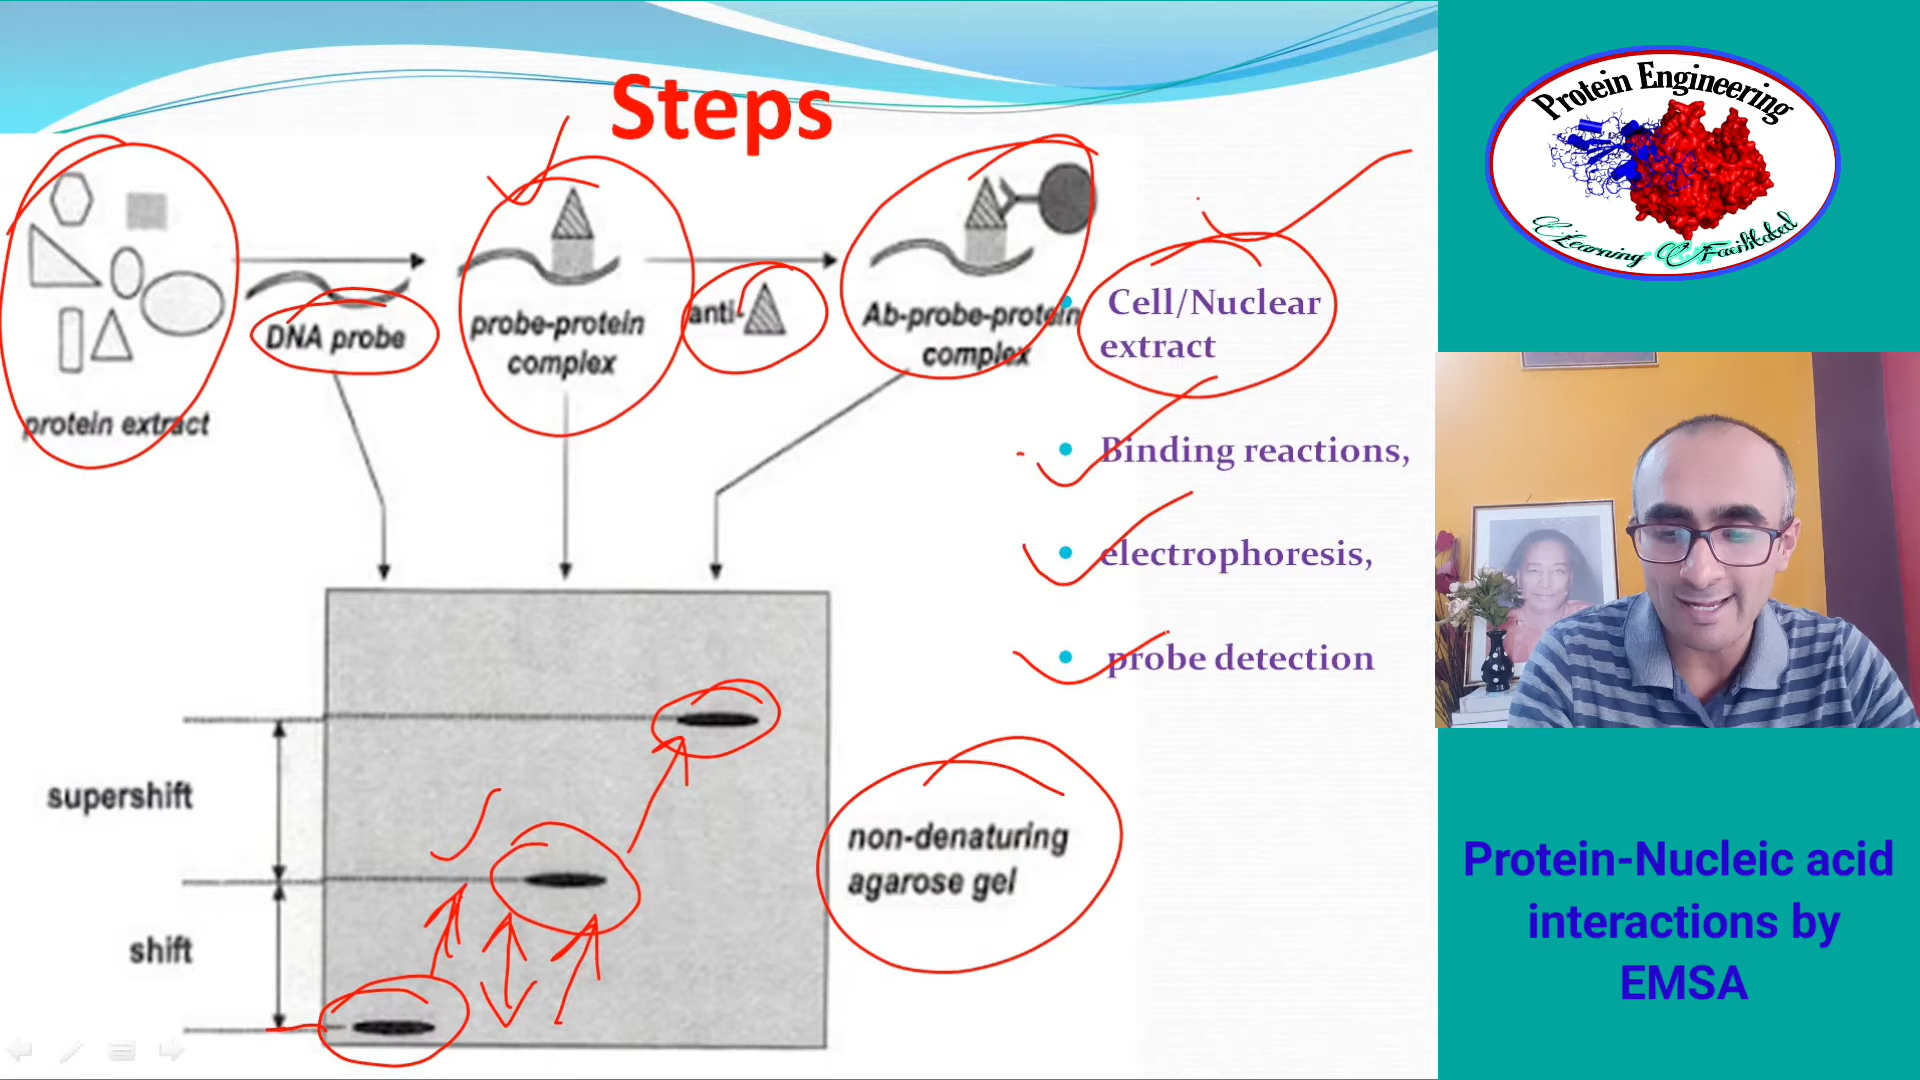 Steps
DNA probe
probe-protein
complex
anti-
Ab-probe-protein
complex
protein extract
Cell/Nuclear
extract
Binding reactions,
electrophoresis,
probe detection
supershift
shift
non-denaturing
agarose gel
Protein Engineering
Learning Facilitated
Protein-Nucleic acid
interactions by
EMSA